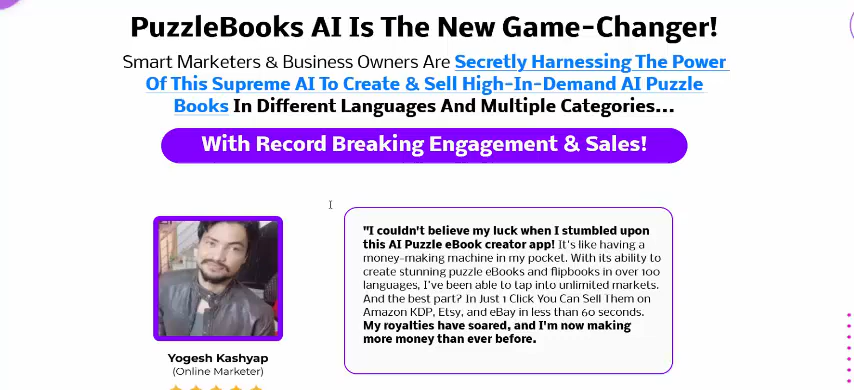 PuzzleBooks AI Is The New Game-Changer!
Smart Marketers & Business Owners Are Secretly Harnessing The Power
Of This Supreme AI To Create & Sell High-In-Demand AI Puzzle
Books In Different Languages And Multiple Categories...
With Record Breaking Engagement & Sales!
"I couldn't believe my luck when I stumbled upon
this AI Puzzle eBook creator app! It's like having a
money-making machine in my pocket. With its ability to
create stunning puzzle eBooks and flipbooks in over 100
languages, I've been able to tap into unlimited markets.
And the best part? In Just 1 Click You Can Sell Them on
Amazon KDP, Etsy, and eBay in less than 60 seconds.
My royalties have soared, and I'm now making
more money than ever before.
Yogesh Kashyap
(Online Marketer)